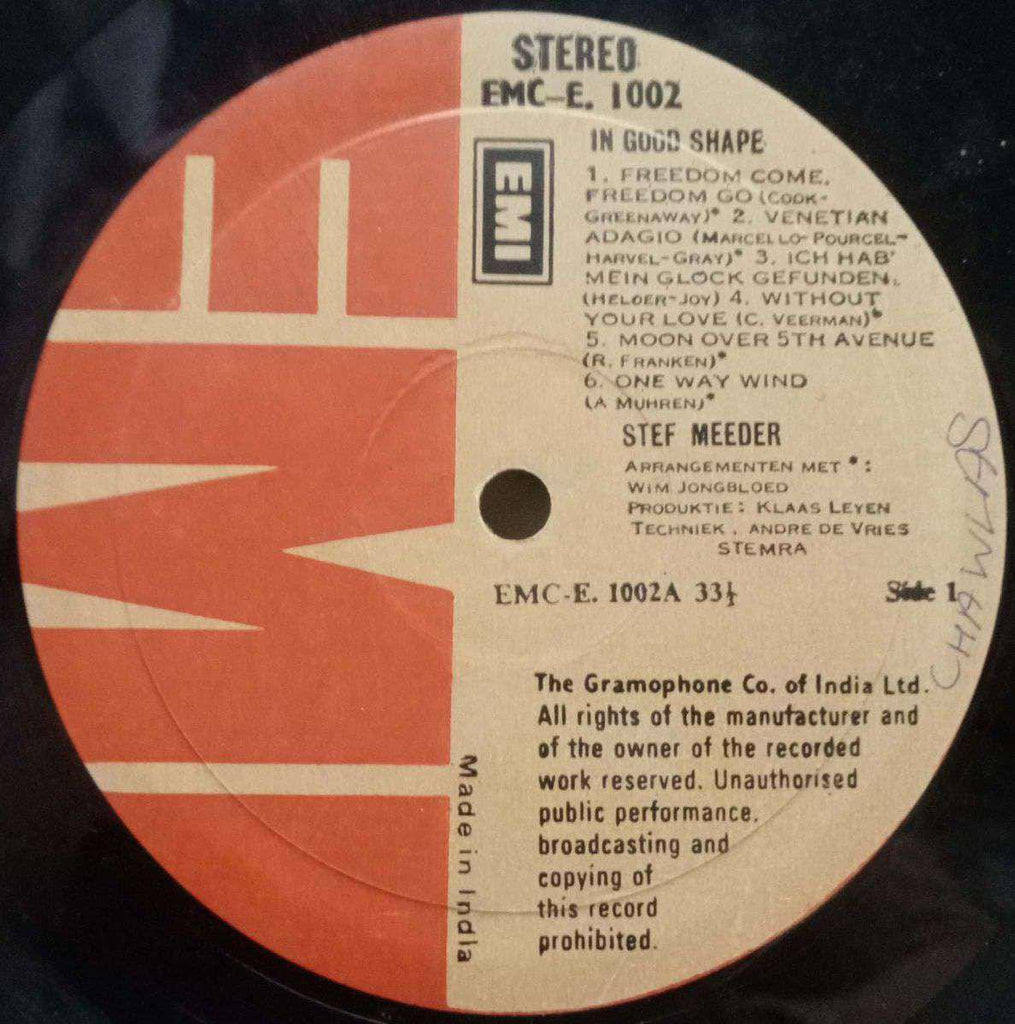 STEREO
EMC-E. 1002
EMI
IN GOOD SHAPE
1. FREEDOM COME,
FREEDOM GO (COOK-
GREENAWAY)* 2. VENETIAN
ADAGIO (MARCELLO-POURCEL-
HARVEL-GRAY)* 3. ICH HAB'
MEIN GLOCK GEFUNDEN,
(HELDER-JOY) 4. WITHOUT
YOUR LOVE (C. VEERMAN)*
5. MOON OVER 5TH AVENUE
(R. FRANKEN)*
6. ONE WAY WIND
(A MUHREN)*
STEF MEEDER
ARRANGEMENTEN MET *:
WIM JONGBLOED
PRODUKTIE: KLAAS LEYEN
TECHNIEK. ANDRE DE VRIES
STEMRA
EMC-E. 1002A 33⅓
Side 1
CHAWLAS
The Gramophone Co. of India Ltd.
All rights of the manufacturer and
of the owner of the recorded
work reserved. Unauthorised
public performance,
broadcasting and
copying of
this record
prohibited.
Made in India
EMI